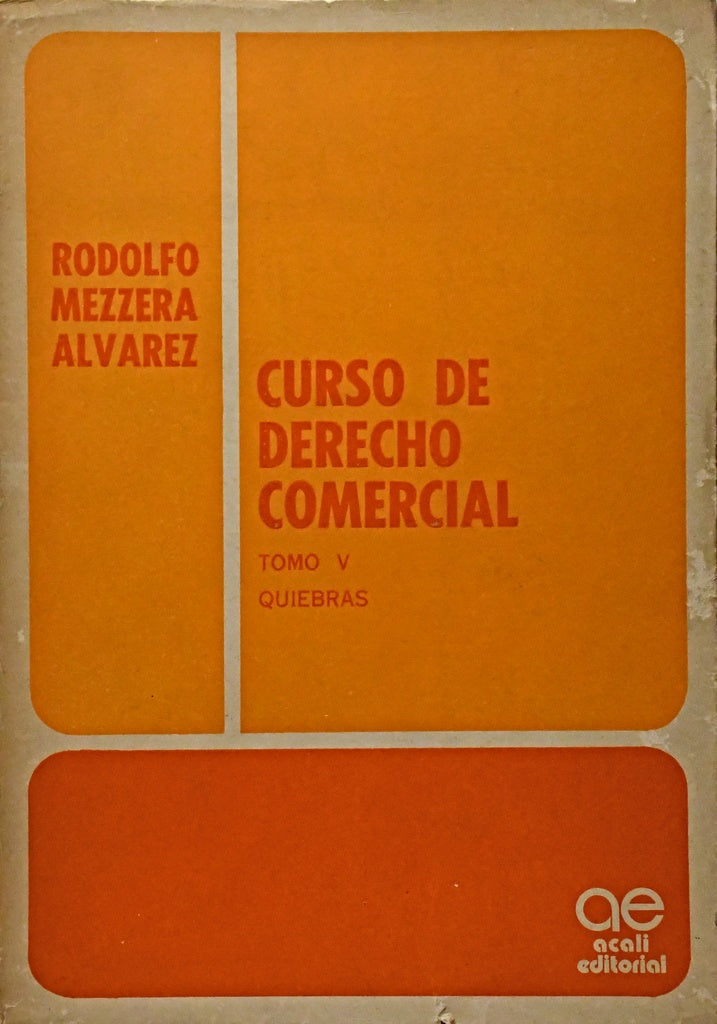 RODOLFO
MEZZERA
ALVAREZ
CURSO DE
DERECHO
COMERCIAL
TOMO V
QUIEBRAS
ae
acali
editorial